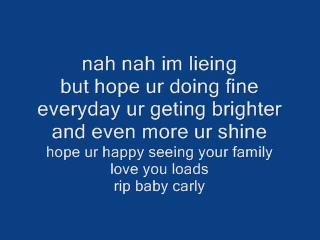 nah nah im lieing
but hope ur doing fine
everyday ur geting brighter
and even more ur shine
hope ur happy seeing your family
love you loads
rip baby carly